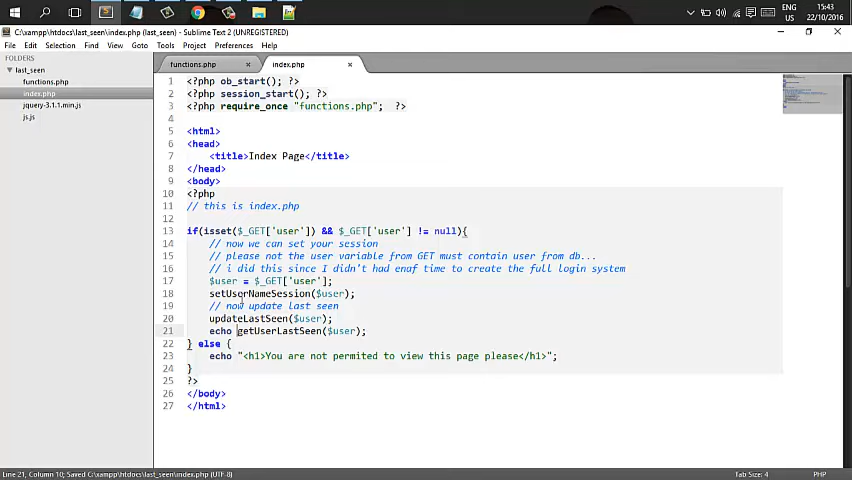 ENG
15:43
US
22/10/2016
C:\xampp\htdocs\last_seen\index.php (last_seen) - Sublime Text 2 (UNREGISTERED)
File Edit Selection Find View Goto Tools Project Preferences Help
FOLDERS
last_seen
functions.php
index.php
jquery-3.1.1.min.js
js.js
functions.php × index.php ×
1 <?php ob_start(); ?>
2 <?php session_start(); ?>
3 <?php require_once "functions.php"; ?>
4
5 <html>
6 <head>
7 <title>Index Page</title>
8 </head>
9 <body>
10 <?php
11 // this is index.php
12
13 if(isset($_GET['user']) && $_GET['user'] != null){
14 // now we can set your session
15 // please not the user variable from GET must contain user from db...
16 // i did this since I didn't had enaf time to create the full login system
17 $user = $_GET['user'];
18 setUserNameSession($user);
19 // now update last seen
20 updateLastSeen($user);
21 echo getUserLastSeen($user);
22 } else {
23 echo "<h1>You are not permited to view this page please</h1>";
24 }
25 ?>
26 </body>
27 </html>
Line 21, Column 10; Saved C:\xampp\htdocs\last_seen\index.php (UTF-8)
Tab Size: 4
PHP